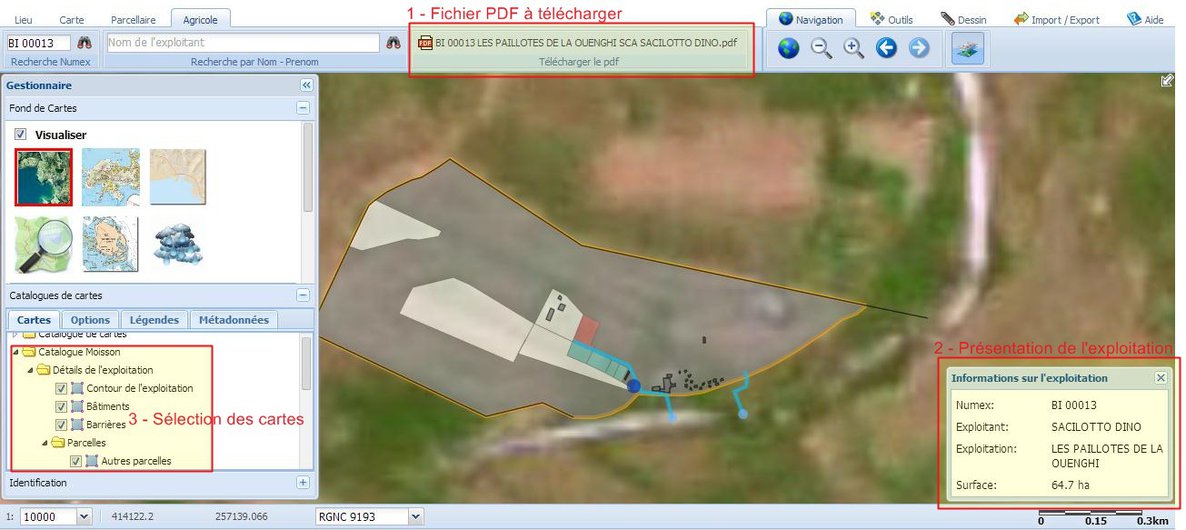 1 - Fichier PDF à télécharger
Lieu Carte Parcellaire Agricole Navigation Outils Dessin Import / Export Aide
BI 00013 Nom de l'exploitant PDF BI 00013 LES PAILLOTES DE LA OUENGHI SCA SACILOTTO DINO.pdf
Recherche Numex Recherche par Nom - Prenom Télécharger le pdf
Gestionnaire
Fond de Cartes
Visualiser
Catalogues de cartes
Cartes Options Légendes Métadonnées
Catalogue de cartes
Catalogue Moisson
Détails de l'exploitation
Contour de l'exploitation
Bâtiments
3 - Sélection des cartes
Barrières
Parcelles
Autres parcelles
Identification
2 - Présentation de l'exploitation
Informations sur l'exploitation
Numex: BI 00013
Exploitant: SACILOTTO DINO
Exploitation: LES PAILLOTES DE LA
OUENGHI
Surface: 64.7 ha
1: 10000 414122.2 257139.066 RGNC 9193
0 0.15 0.3km